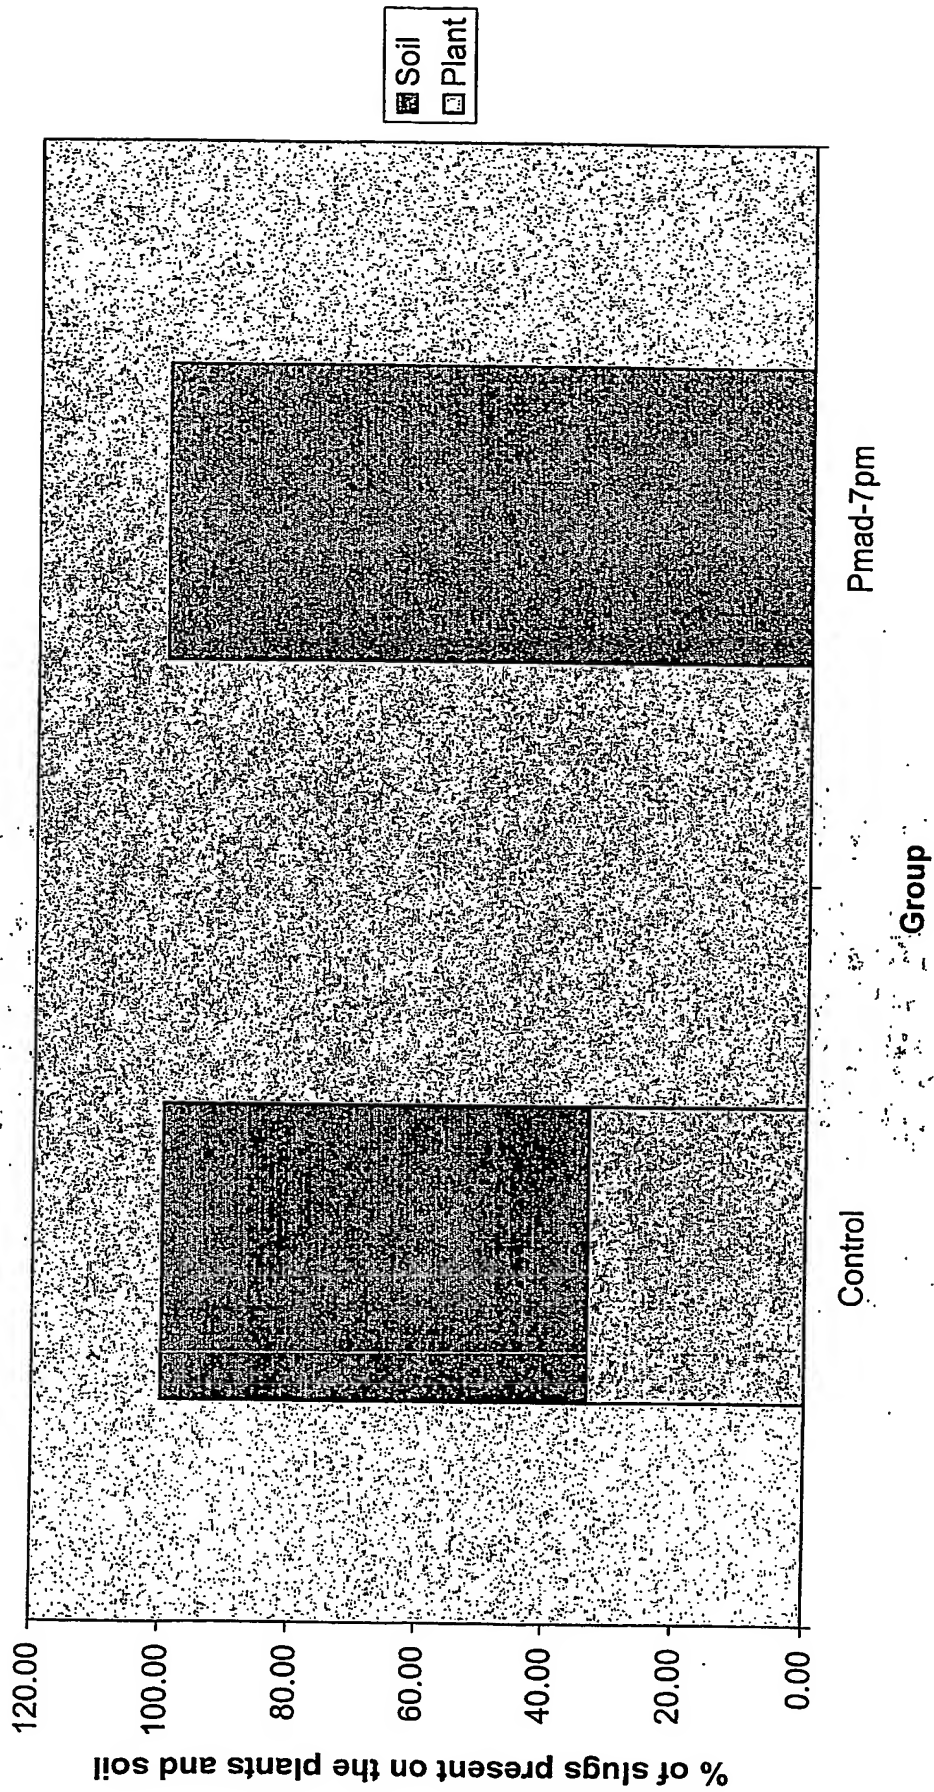 % of slugs present on the plants and soil
120.00
100.00
80.00
60.00
40.00
20.00
0.00
Control
Pmad-7pm
Group
Soil
Plant